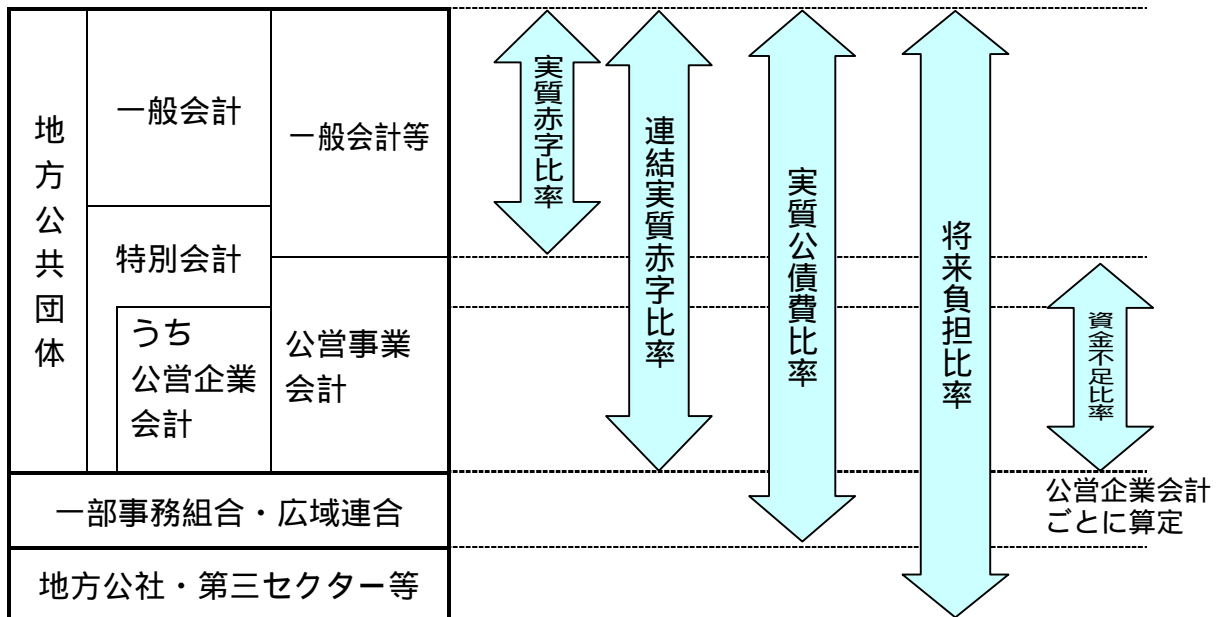 地方公共団体
一般会計
特別会計
うち
公営企業
会計
一般会計等
公営事業
会計
一部事務組合・広域連合
地方公社・第三セクター等
実質赤字比率
連結実質赤字比率
実質公債費比率
将来負担比率
資金不足比率
公営企業会計
ごとに算定